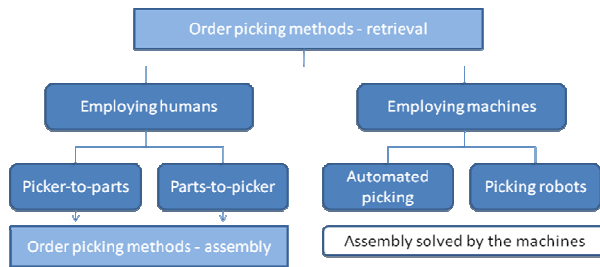 Order picking methods - retrieval
Employing humans
Employing machines
Picker-to-parts
Parts-to-picker
Automated
picking
Picking robots
Order picking methods - assembly
Assembly solved by the machines